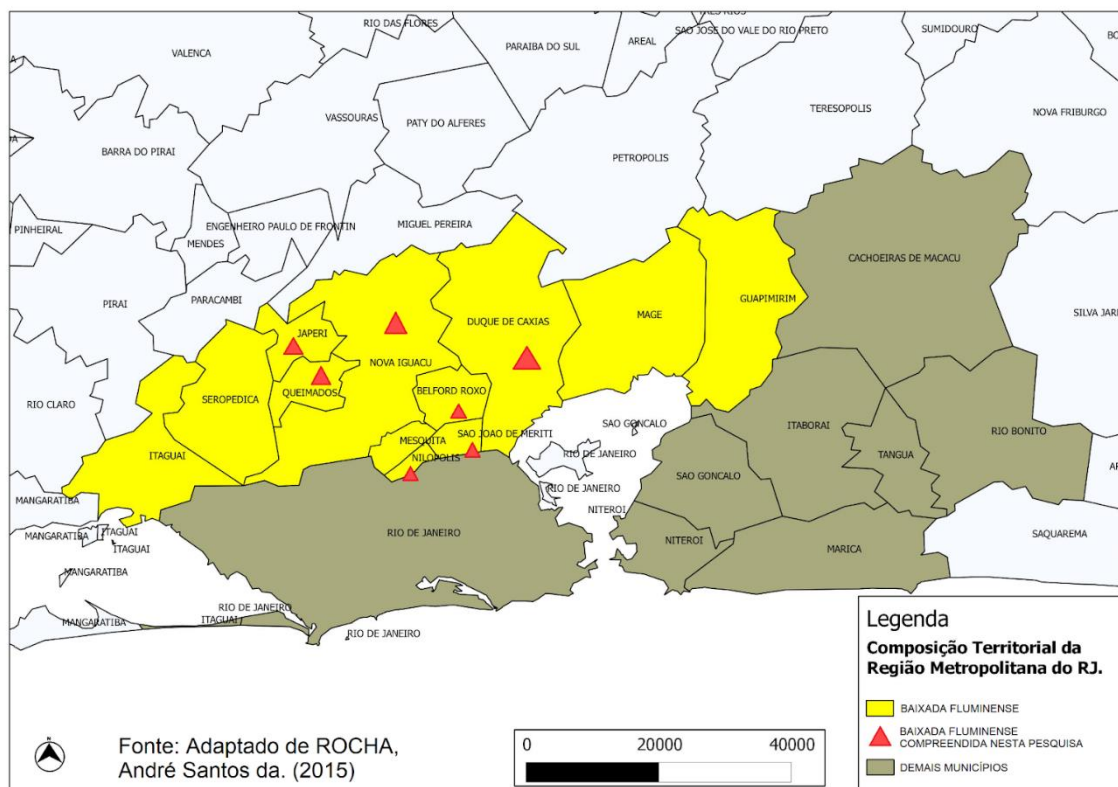 RIO DAS FLORES
SAO JOSE DO VALE DO RIO PRETO
SUMIDOURO
VALENCA
PARAIBA DO SUL
AREAL
TERESOPOLIS
NOVA FRIBURGO
VASSOURAS
PATY DO ALFERES
BARRA DO PIRAI
PETROPOLIS
PINHEIRAL
ENGENHEIRO PAULO DE FRONTIN
MIGUEL PEREIRA
MENDES
CACHOEIRAS DE MACACU
PIRAI
PARACAMBI
GUAPIMIRIM
MAGE
DUQUE DE CAXIAS
SILVA JAR
JAPERI
NOVA IGUACU
RIO CLARO
SEROPEDICA
QUEIMADOS
BELFORD ROXO
SAO GONCALO
ITABORAI
RIO BONITO
MESQUITA
SAO JOAO DE MERITI
NILOPOLIS
RIO DE JANEIRO
ITAGUAI
TANGUA
SAO GONCALO
RIO DE JANEIRO
MANGARATIBA
NITEROI
MANGARATIBA
ITAGUAI
ITAGUAI
RIO DE JANEIRO
NITEROI
MARICA
SAQUAREMA
MANGARATIBA
RIO DE JANEIRO
MANGARATIBA
ITAGUAI
RIO DE JANEIRO
Legenda
Composição Territorial da
Região Metropolitana do RJ.
BAIXADA FLUMINENSE
BAIXADA FLUMINENSE
COMPREENDIDA NESTA PESQUISA
DEMAIS MUNICÍPIOS
Fonte: Adaptado de ROCHA,
André Santos da. (2015)
0 20000 40000